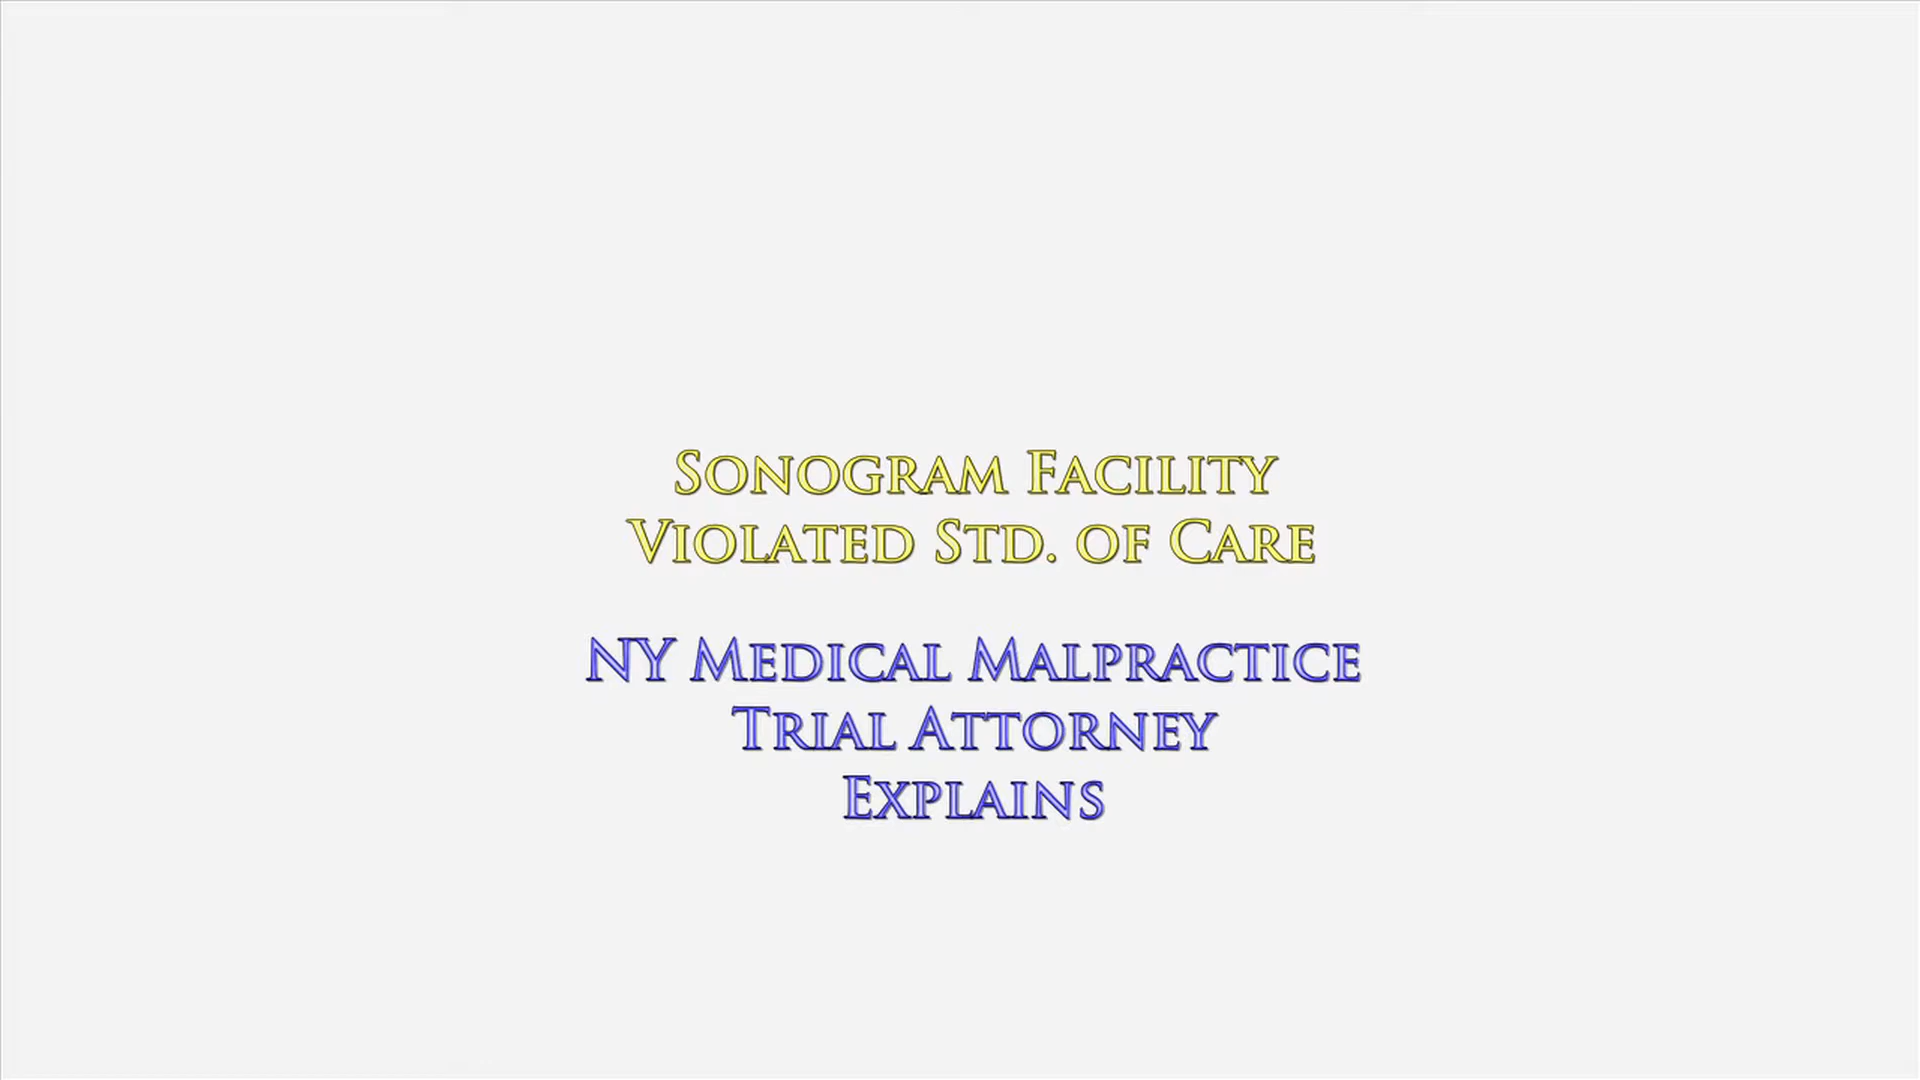 Sonogram Facility
Violated Std. of Care
NY Medical Malpractice
Trial Attorney
Explains